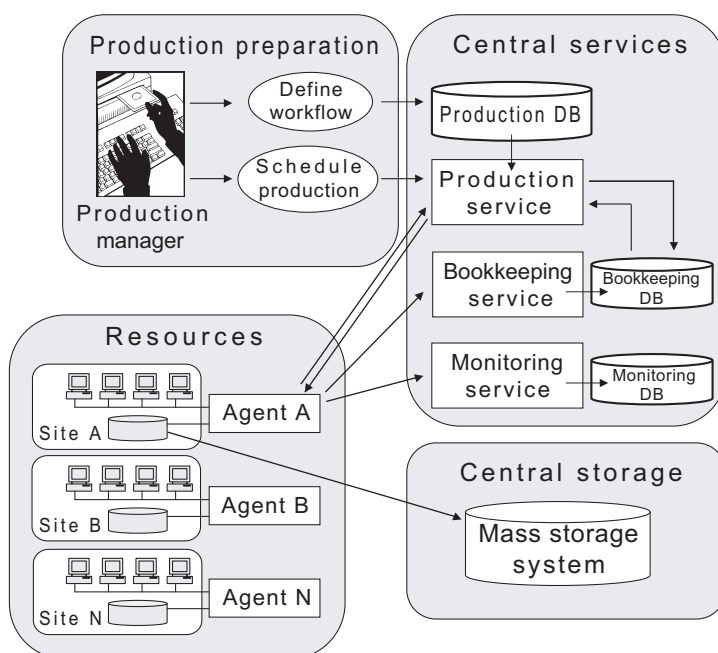 Production preparation
Define
workflow
Schedule
production
Production
manager
Central services
Production DB
Production
service
Bookkeeping
service
Bookkeeping
DB
Monitoring
service
Monitoring
DB
Resources
Site A
Agent A
Site B
Agent B
Site N
Agent N
Central storage
Mass storage
system